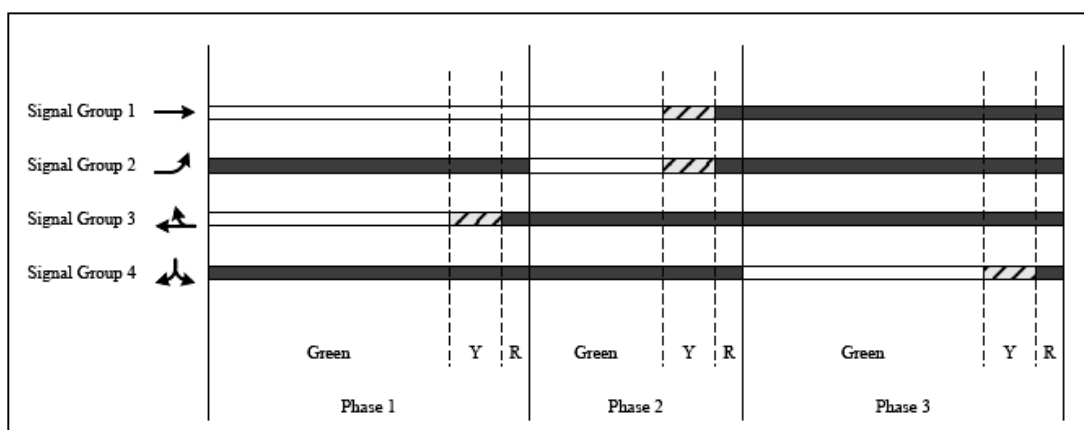 Signal Group 1
Signal Group 2
Signal Group 3
Signal Group 4
Green Y R Green Y R Green Y R
Phase 1 Phase 2 Phase 3